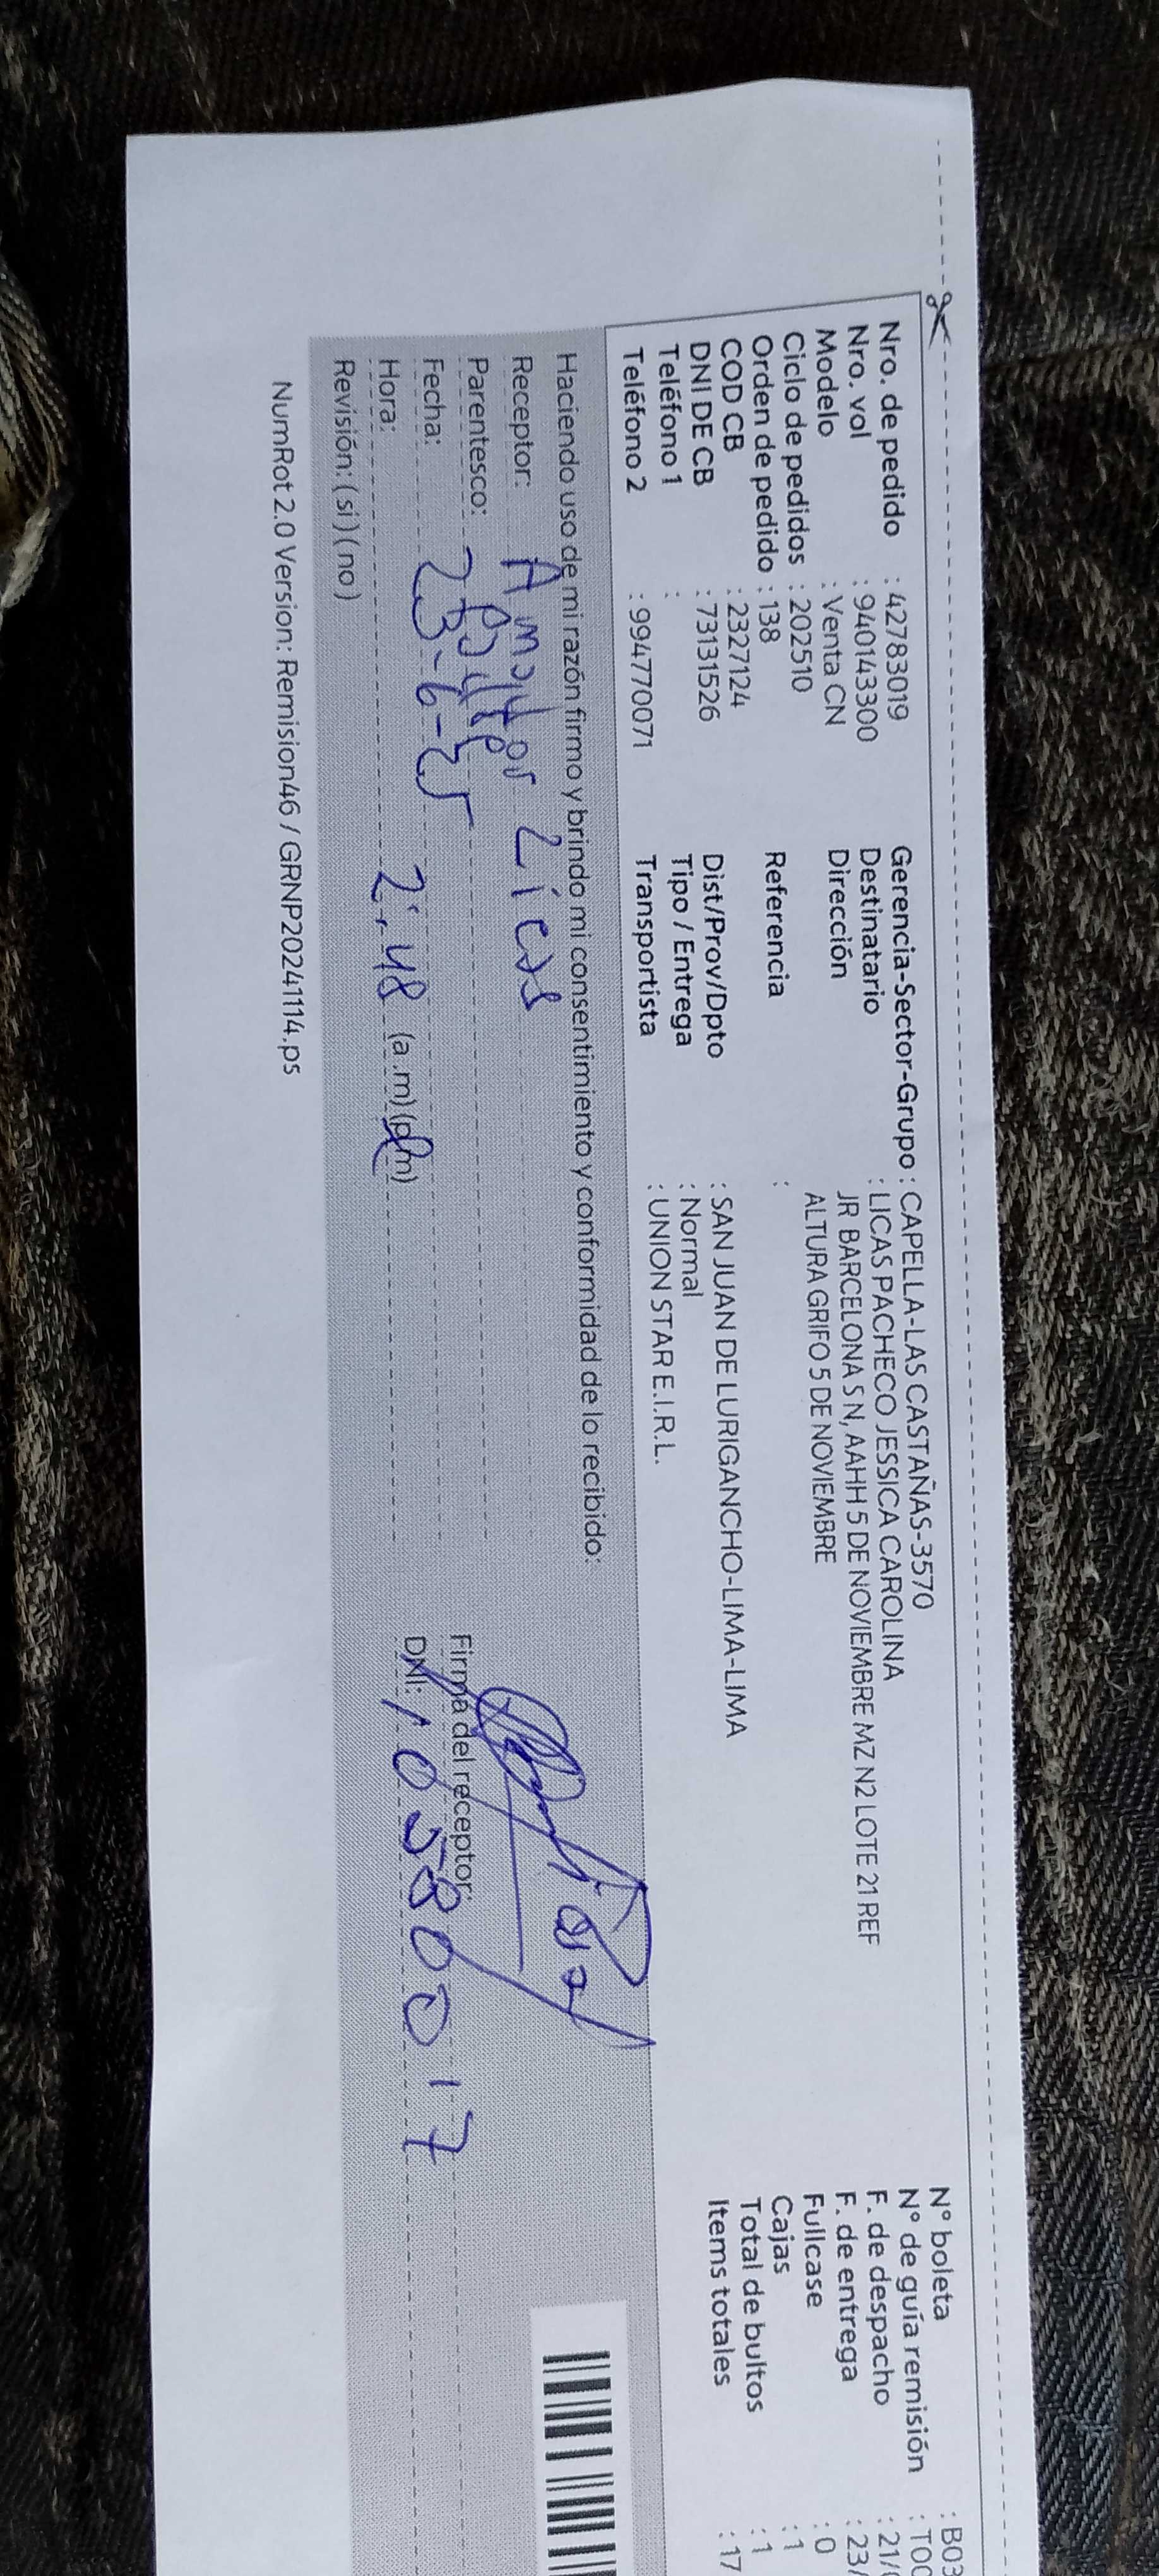 Nro. de pedido : 42783019
Nro. vol : 940143300
Modelo : Venta CN
Ciclo de pedidos : 202510
Orden de pedido : 138
COD CB : 2327124
DNI DE CB : 73131526
Teléfono 1 :
Teléfono 2 : 994770071
Gerencia-Sector-Grupo : CAPELLA-LAS CASTAÑAS-3570
Destinatario : LICAS PACHECO JESSICA CAROLINA
Dirección JR BARCELONA S N, AAHH 5 DE NOVIEMBRE MZ N2 LOTE 21 REF
ALTURA GRIFO 5 DE NOVIEMBRE
Referencia :
Dist/Prov/Dpto : SAN JUAN DE LURIGANCHO-LIMA-LIMA
Tipo / Entrega : Normal
Transportista : UNION STAR E.I.R.L.
N° boleta : B03
N° de guía remisión : T00
F. de despacho : 21/
F. de entrega : 23/
Fullcase : 0
Cajas : 1
Total de bultos : 1
Items totales : 17
Haciendo uso de mi razón firmo y brindo mi consentimiento y conformidad de lo recibido:
Receptor: Licas
Parentesco: Padre
Fecha: 23-6-25
Hora: 2:48 (a.m) (p.m)
Revisión: (si) (no)
Firma del receptor:
DNI: 10580017
NumRot 2.0 Version: Remision46 / GRNP20241114.ps